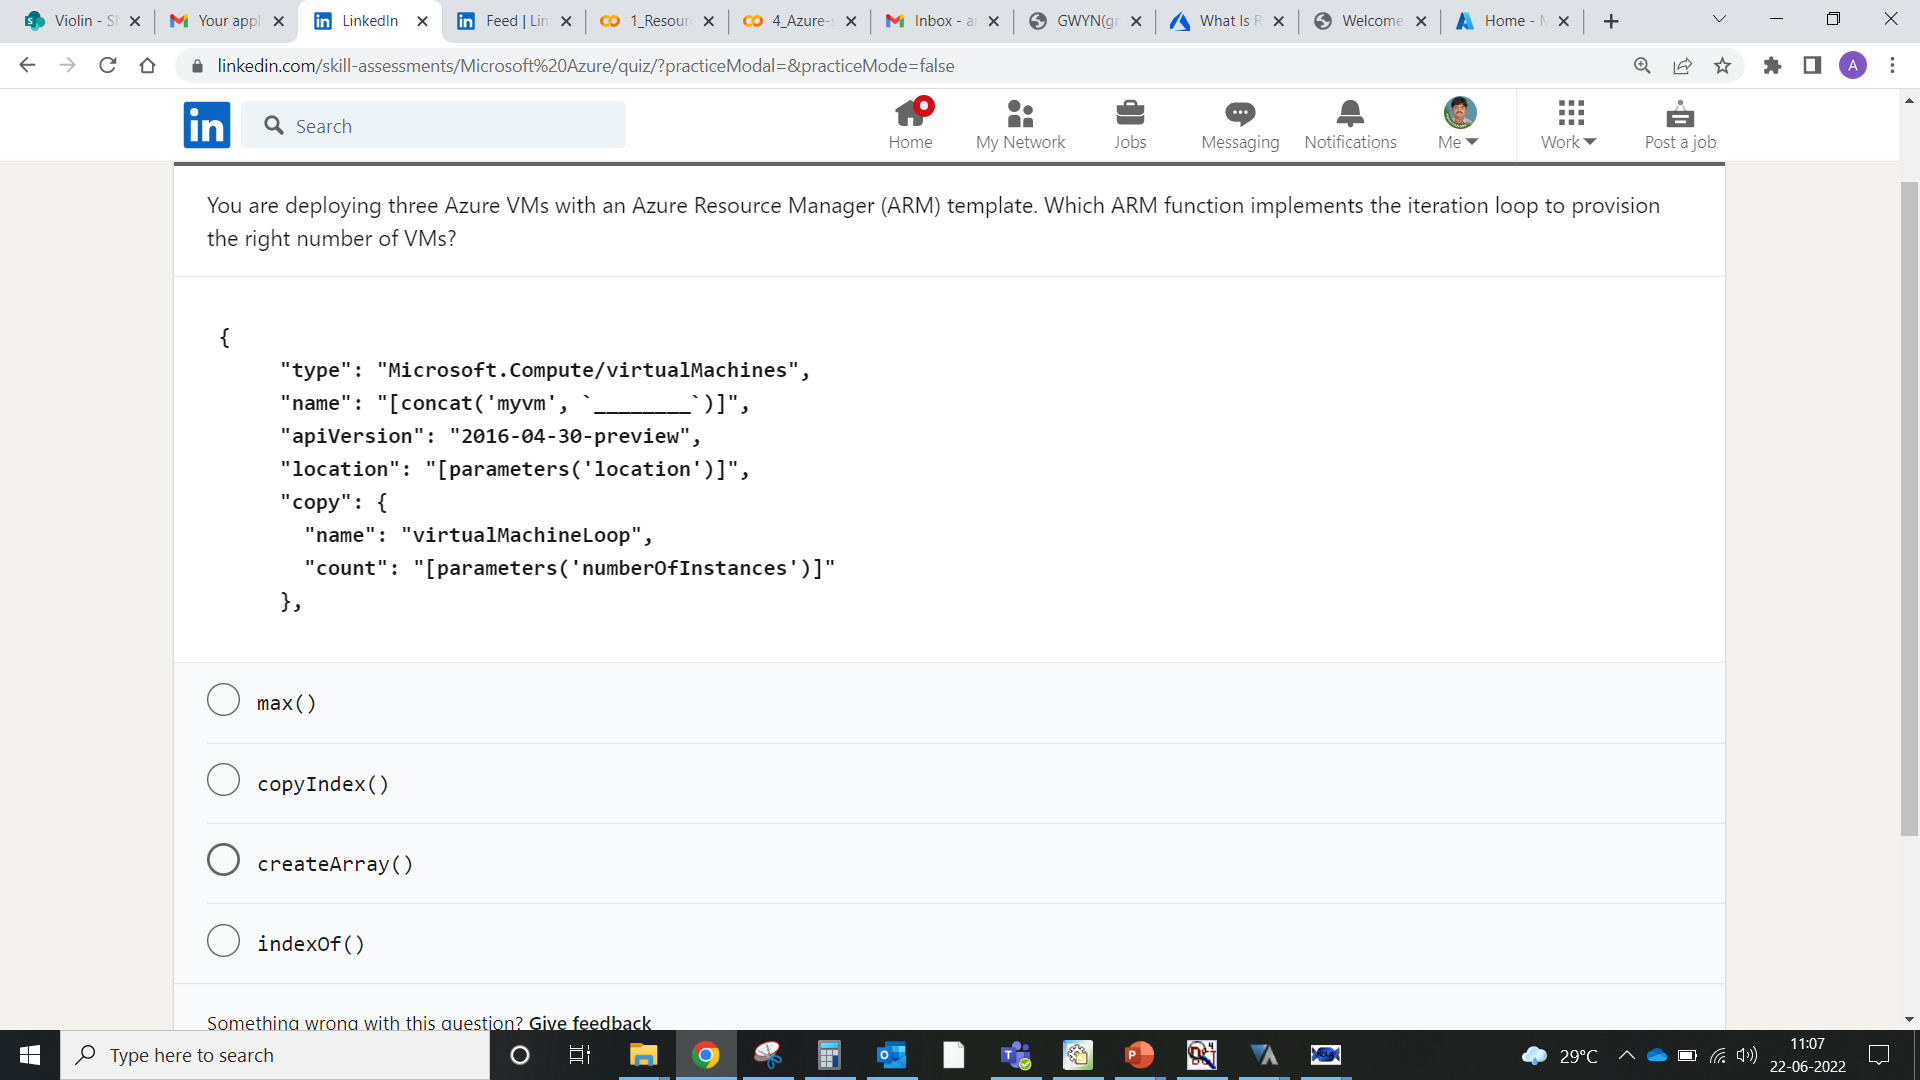 Violin - S
Your appl
LinkedIn
Feed | Lin
1_Resour
4_Azure-
Inbox - a
GWYN(g
What Is R
Welcome
Home -
linkedin.com/skill-assessments/Microsoft%20Azure/quiz/?practiceModal=&practiceMode=false
A
in
Search
Home
My Network
Jobs
Messaging
Notifications
Me
Work
Post a job
You are deploying three Azure VMs with an Azure Resource Manager (ARM) template. Which ARM function implements the iteration loop to provision
the right number of VMs?
{
"type": "Microsoft.Compute/virtualMachines",
"name": "[concat('myvm', `________`)]",
"apiVersion": "2016-04-30-preview",
"location": "[parameters('location')]",
"copy": {
"name": "virtualMachineLoop",
"count": "[parameters('numberOfInstances')]"
},
max()
copyIndex()
createArray()
indexOf()
Something wrong with this question? Give feedback
Type here to search
29°C
11:07
22-06-2022